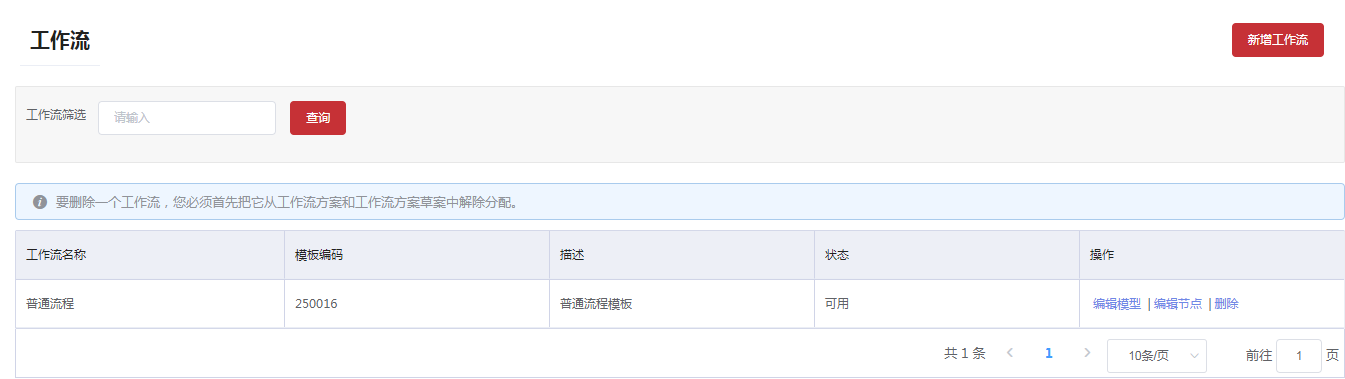 工作流
新增工作流
工作流筛选 请输入 查询
要删除一个工作流，您必须首先把它从工作流方案和工作流方案草案中解除分配。
工作流名称 模板编码 描述 状态 操作
普通流程 250016 普通流程模板 可用 编辑模型 | 编辑节点 | 删除
共 1 条 1 10条/页 前往 1 页